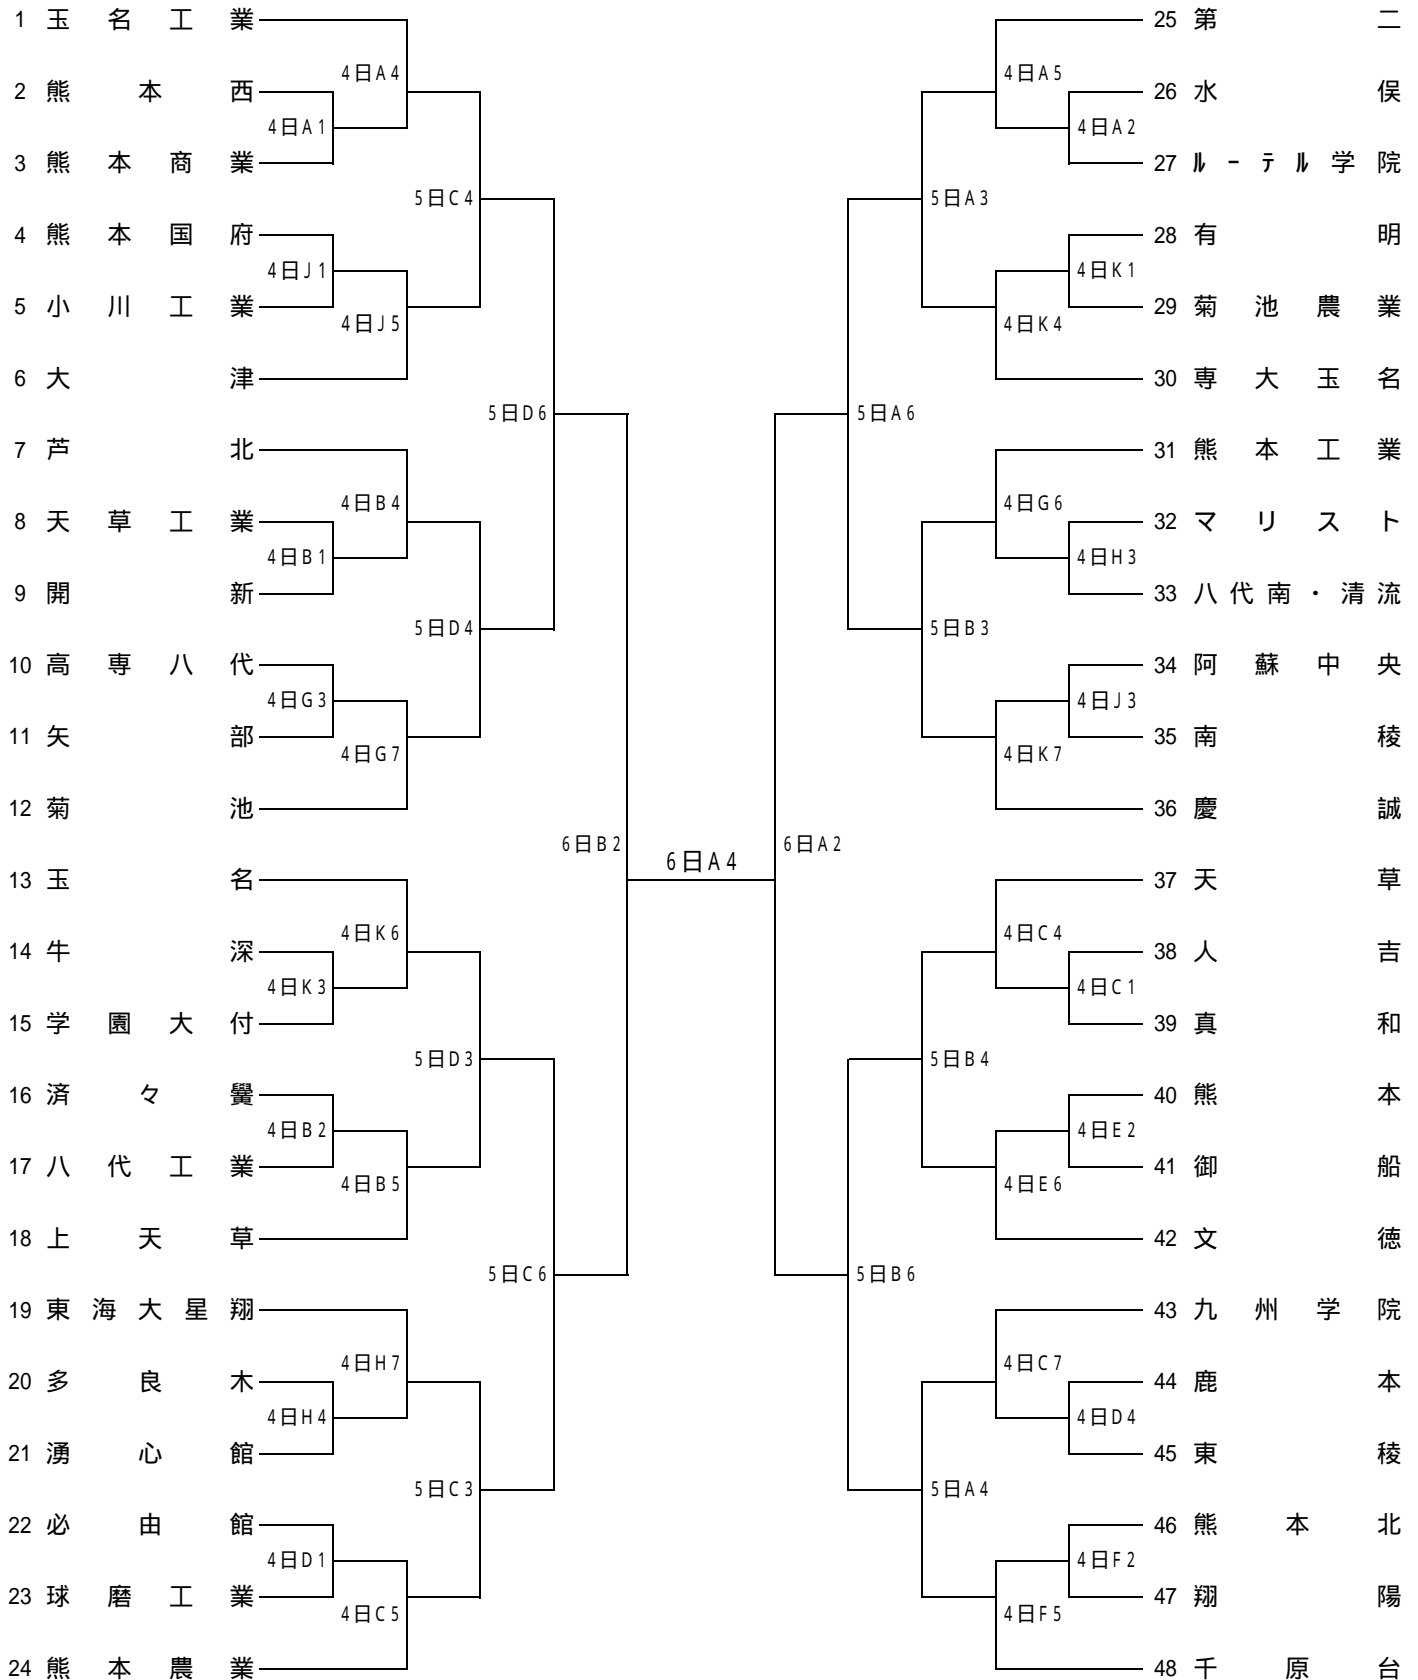 1 玉名工業
4日A4
2 熊本西
4日A1
3 熊本商業
5日C4
4 熊本国府
4日J1
5 小川工業
4日J5
6 大津
5日D6
7 芦北
4日B4
8 天草工業
4日B1
9 開新
5日D4
10 高専八代
4日G3
11 矢部
4日G7
12 菊池
6日B2
13 玉名
4日K6
14 牛深
4日K3
15 学園大付
5日D3
16 済々黌
4日B2
17 八代工業
4日B5
18 上天草
5日C6
19 東海大星翔
4日H7
20 多良木
4日H4
21 湧心館
5日C3
22 必由館
4日D1
23 球磨工業
4日C5
24 熊本農業
6日A4
25 第二
4日A5
26 水俣
4日A2
27 ルーテル学院
5日A3
28 有明
4日K1
29 菊池農業
4日K4
30 専大玉名
5日A6
31 熊本工業
4日G6
32 マリスト
4日H3
33 八代南・清流
5日B3
34 阿蘇中央
4日J3
35 南稜
4日K7
36 慶誠
6日A2
37 天草
4日C4
38 人吉
4日C1
39 真和
5日B4
40 熊本
4日E2
41 御船
4日E6
42 文徳
5日B6
43 九州学院
4日C7
44 鹿本
4日D4
45 東稜
5日A4
46 熊本北
4日F2
47 翔陽
4日F5
48 千原台